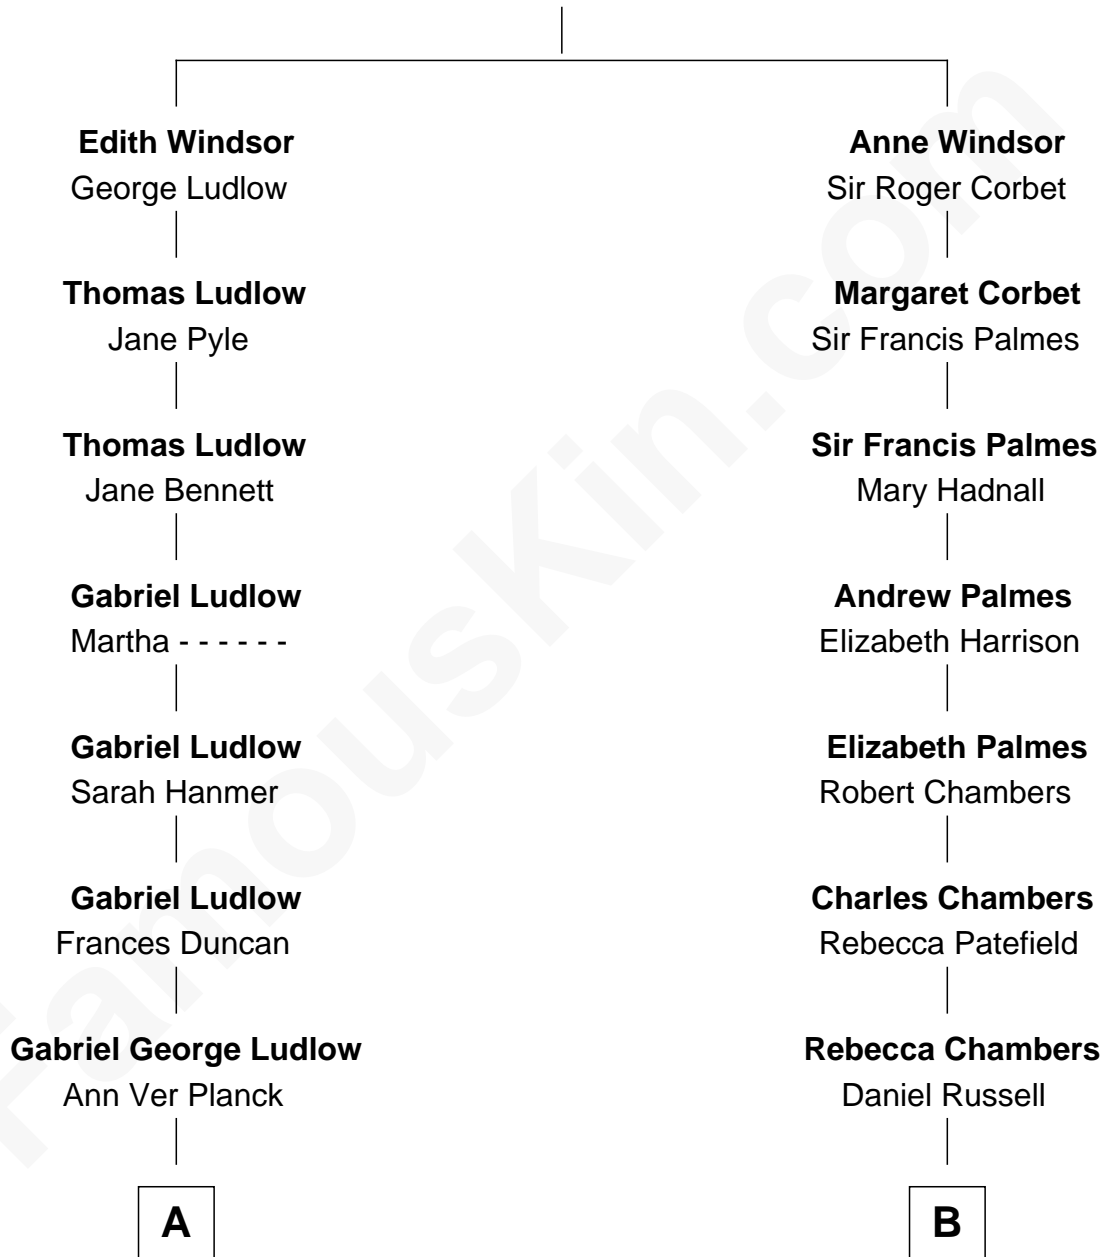 Edith Windsor
George Ludlow
Thomas Ludlow
Jane Pyle
Thomas Ludlow
Jane Bennett
Gabriel Ludlow
Martha - - - - - -
Gabriel Ludlow
Sarah Hanmer
Gabriel Ludlow
Frances Duncan
Gabriel George Ludlow
Ann Ver Planck
A
Anne Windsor
Sir Roger Corbet
Margaret Corbet
Sir Francis Palmes
Sir Francis Palmes
Mary Hadnall
Andrew Palmes
Elizabeth Harrison
Elizabeth Palmes
Robert Chambers
Charles Chambers
Rebecca Patefield
Rebecca Chambers
Daniel Russell
B
FamousKin.com